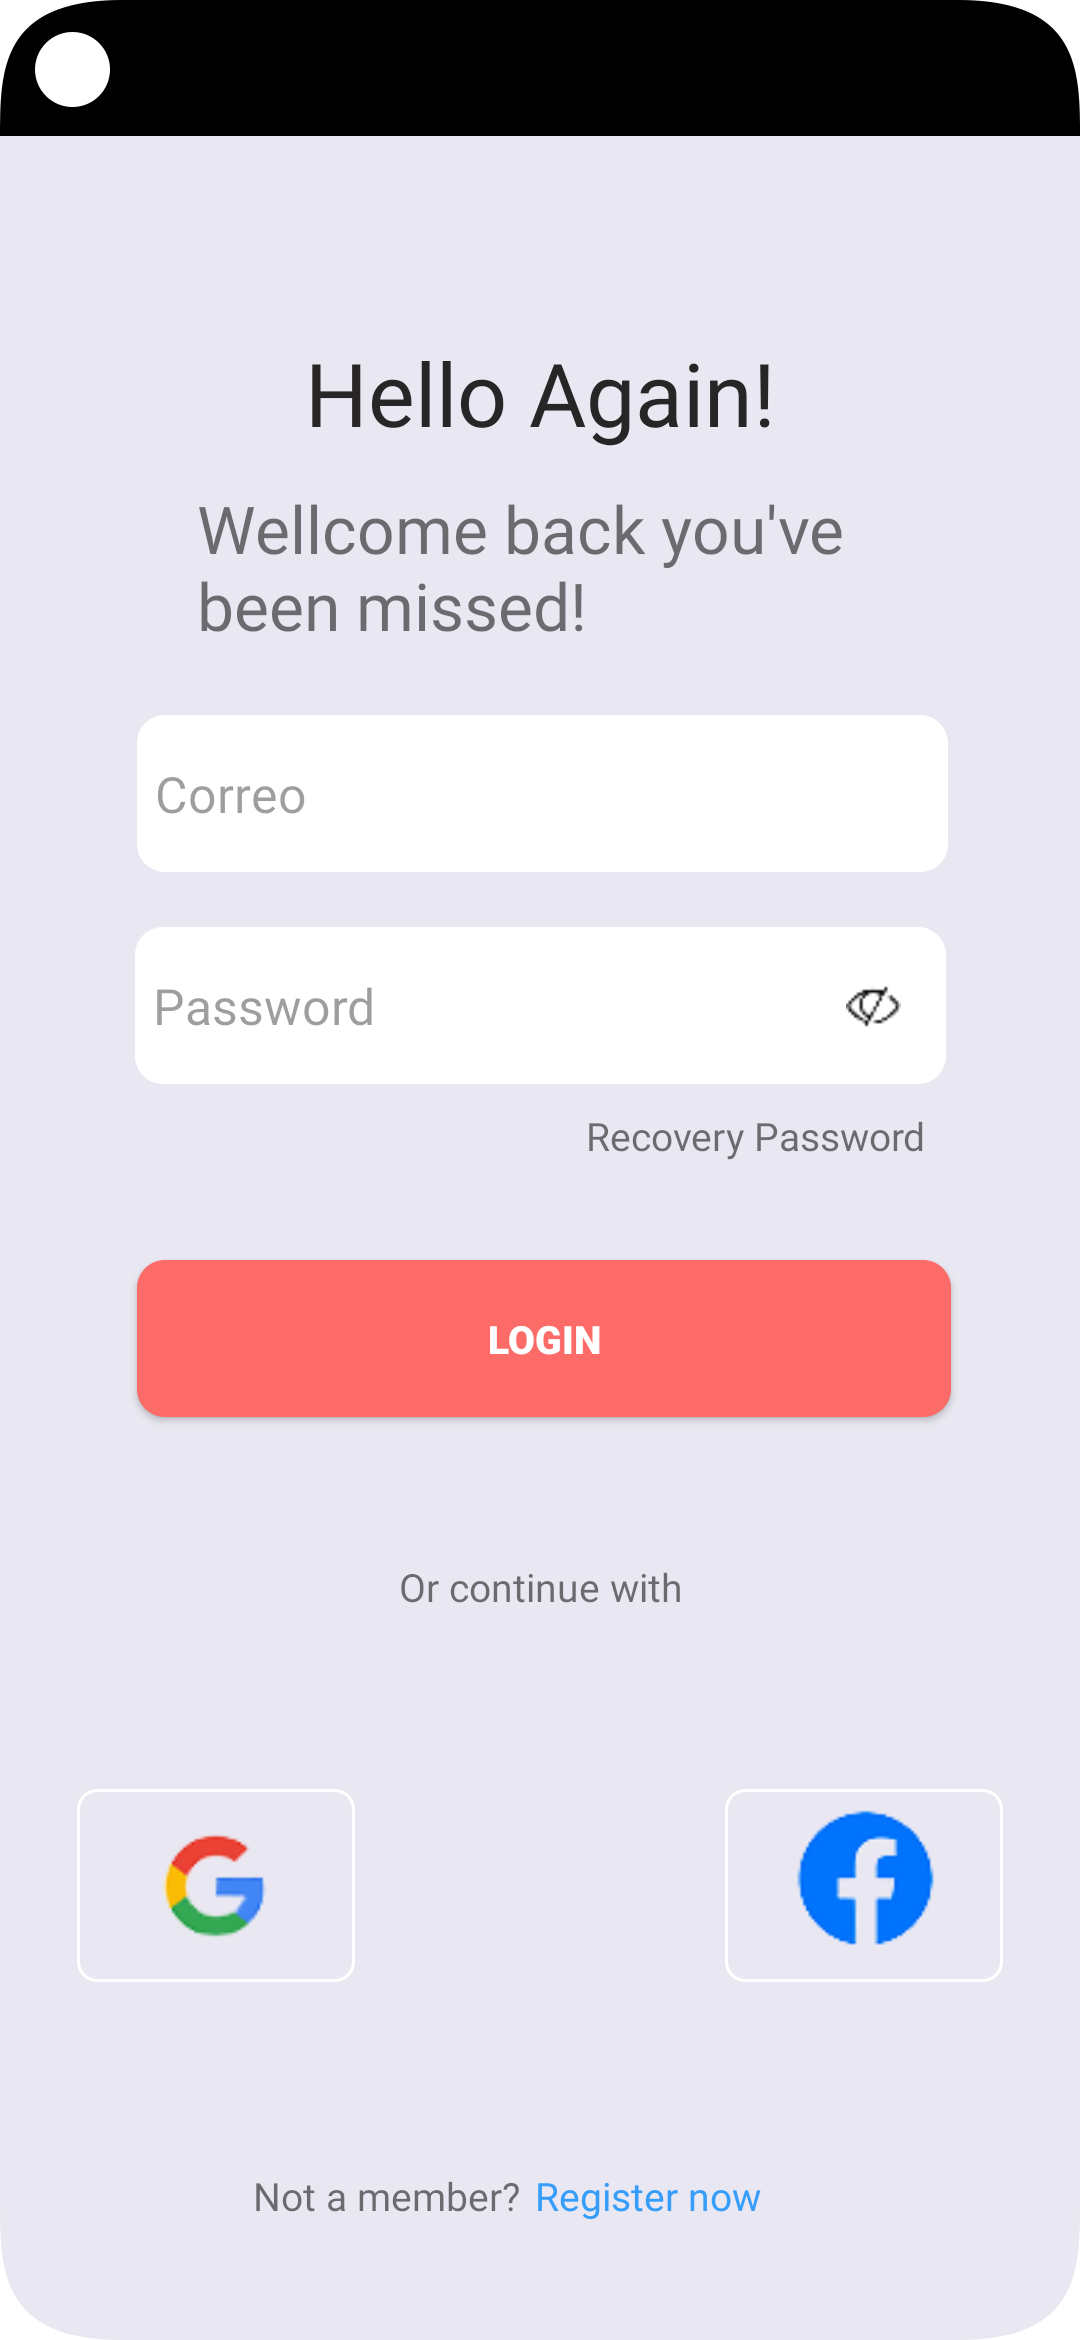 Hello Again!
Wellcome back you've
been missed!
Correo
Password
Recovery Password
LOGIN
Or continue with
Not a member? Register now